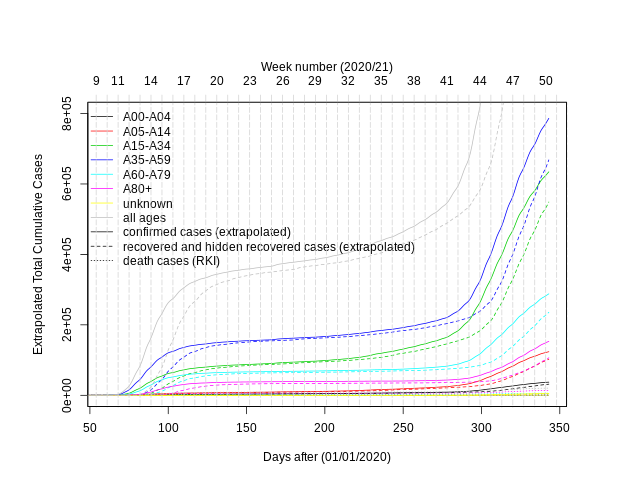 Week number (2020/21)
9 11 14 17 20 23 26 29 32 35 38 41 44 47 50
Extrapolated Total Cumulative Cases
8e+05
6e+05
4e+05
2e+05
0e+00
A00-A04
A05-A14
A15-A34
A35-A59
A60-A79
A80+
unknown
all ages
confirmed cases (extrapolated)
recovered and hidden recovered cases (extrapolated)
death cases (RKI)
50 100 150 200 250 300 350
Days after (01/01/2020)